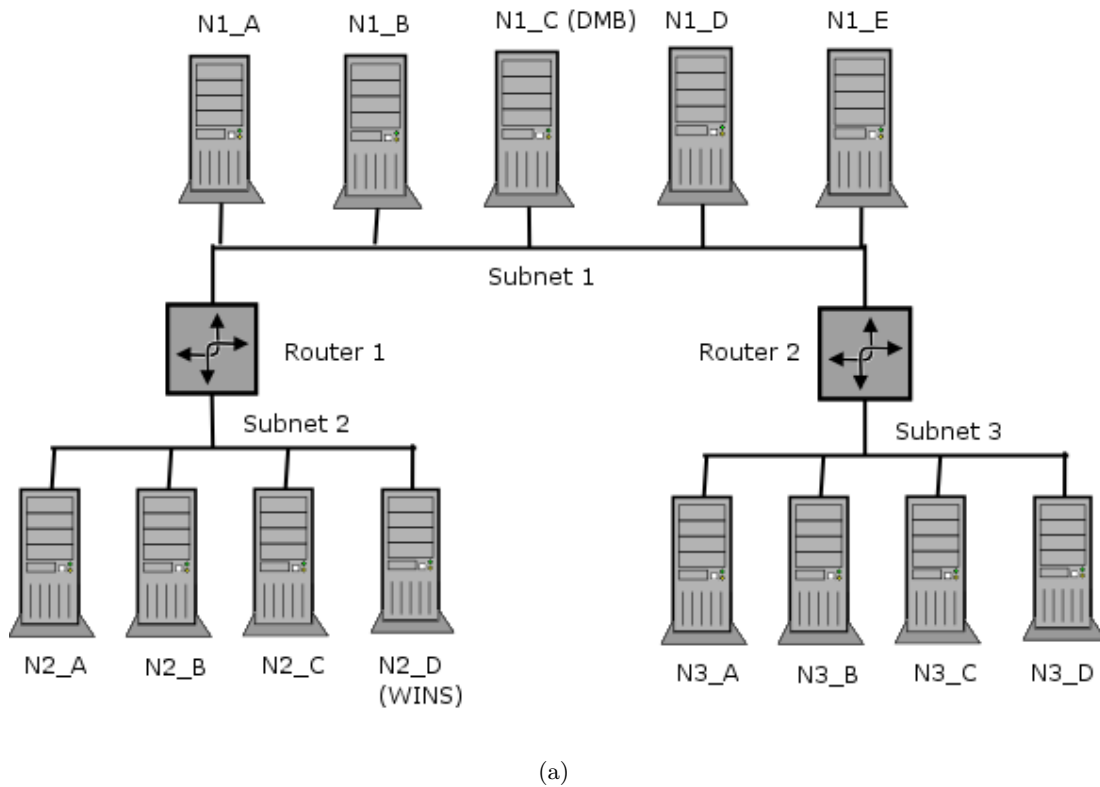 N1_A N1_B N1_C (DMB) N1_D N1_E
Subnet 1
Router 1 Router 2
Subnet 2 Subnet 3
N2_A N2_B N2_C N2_D (WINS)
N3_A N3_B N3_C N3_D
(a)